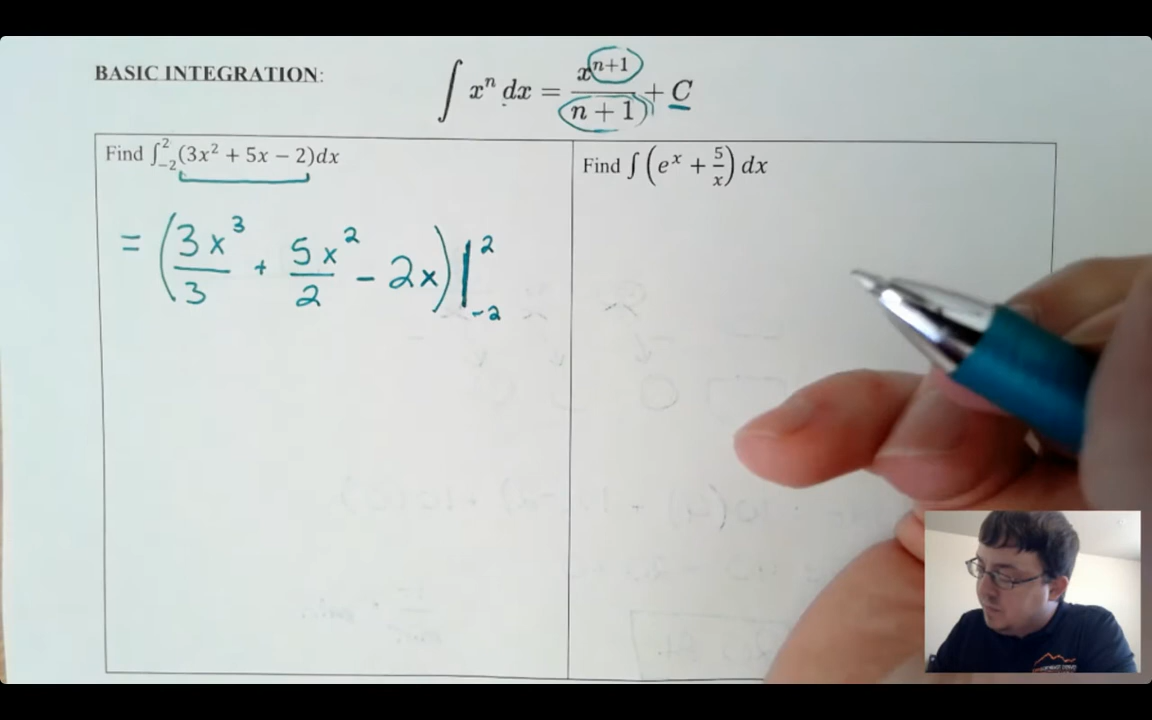 BASIC INTEGRATION: ∫ xⁿ dx = xⁿ⁺¹ / (n + 1) + C
Find ∫₋₂² (3x² + 5x − 2)dx
= (3x³/3 + 5x²/2 − 2x)|₋₂²
Find ∫ (eˣ + 5/x) dx